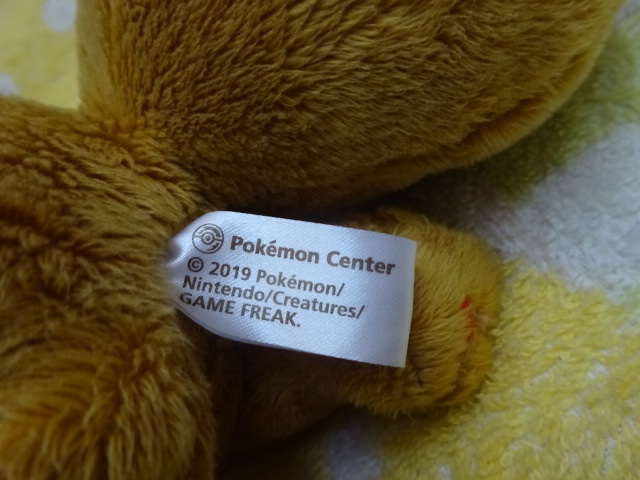 Pokémon Center
© 2019 Pokémon/
Nintendo/Creatures/
GAME FREAK.